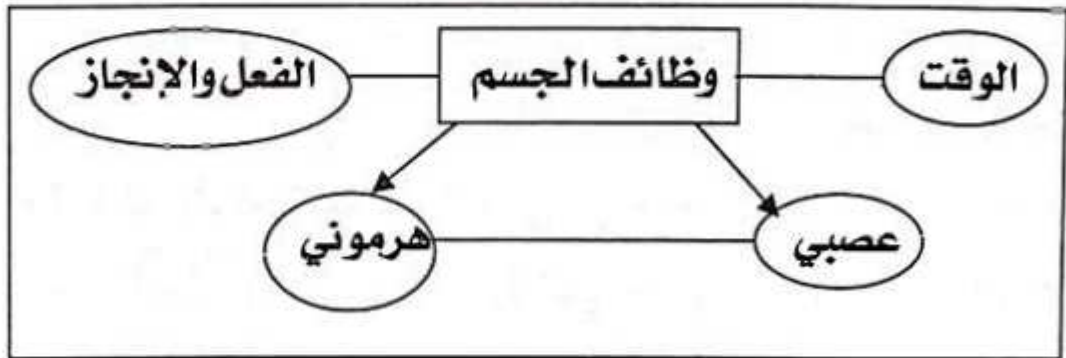 الوقت
وظائف الجسم
الفعل والإنجاز
عصبي
هرموني